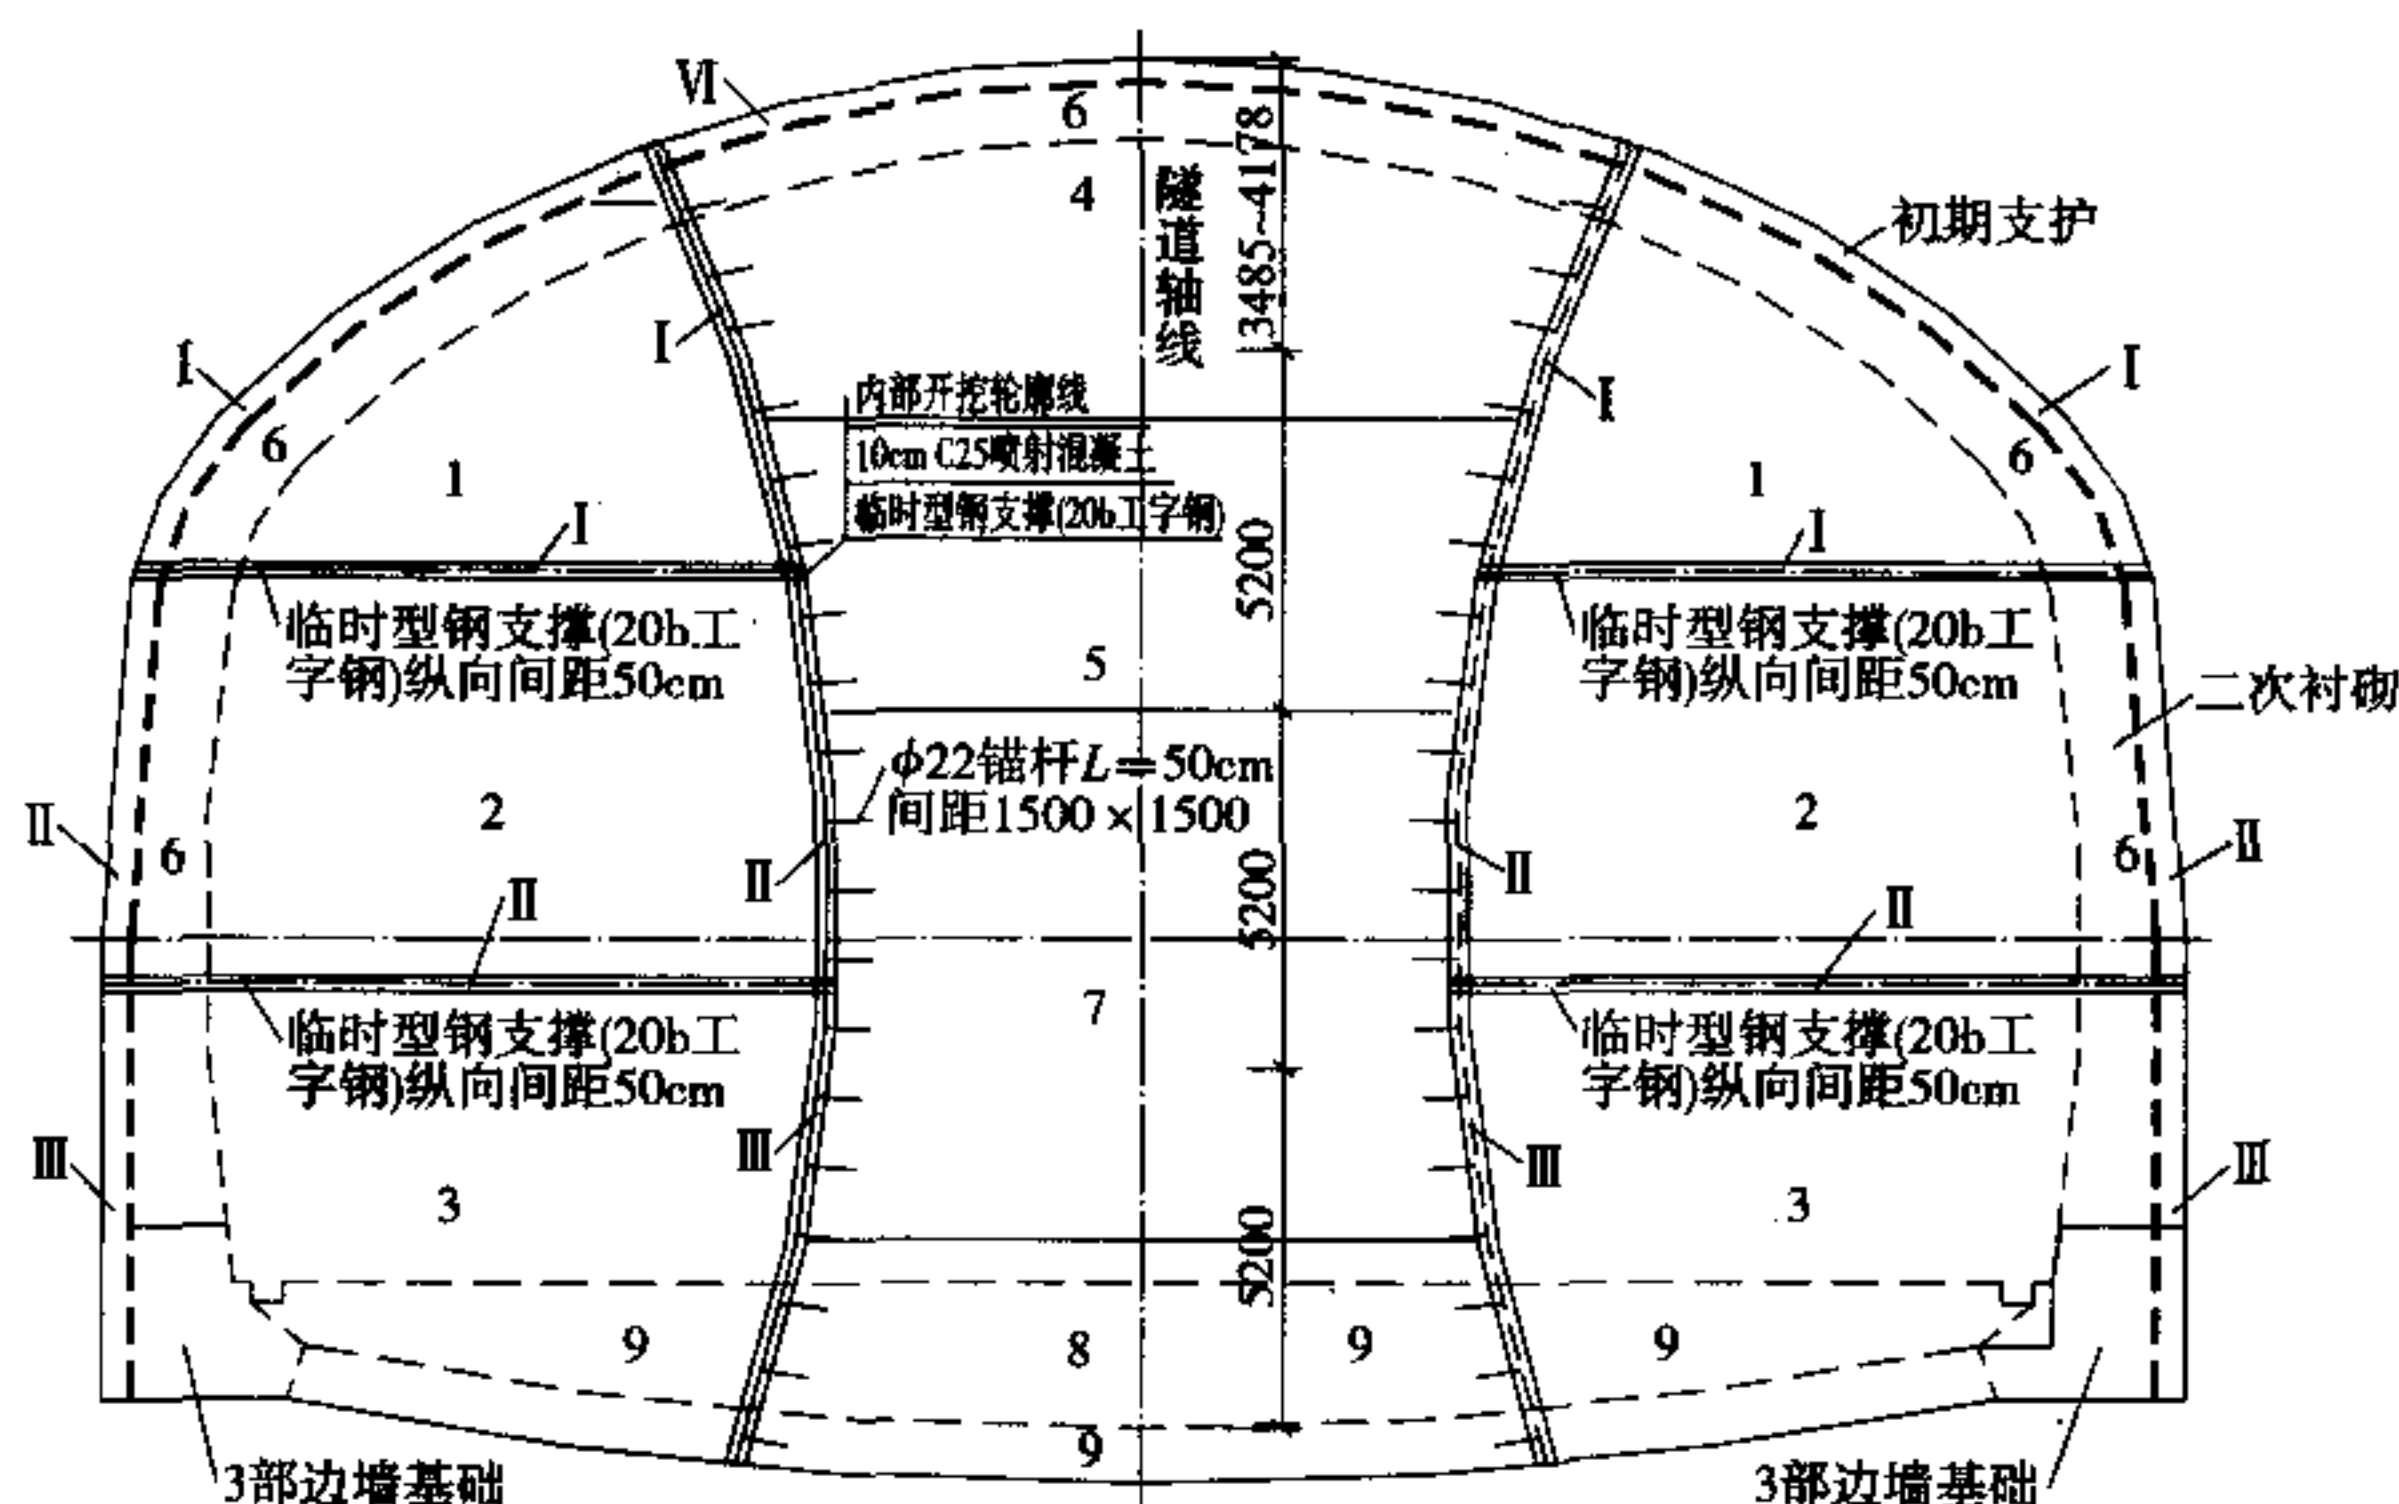 Ⅵ
6
3485~4178
4
隧道轴线
初期支护
Ⅰ
Ⅰ
Ⅰ
Ⅰ
内部开挖轮廓线
6
10cm C25喷射混凝土
6
1
1
临时型钢支撑(20b工字钢)
Ⅰ
Ⅰ
5200
临时型钢支撑(20b工
字钢)纵向间距50cm
临时型钢支撑(20b工
字钢)纵向间距50cm
5
二次衬砌
ϕ22锚杆L=50cm
间距1500×1500
2
2
Ⅱ
6
6
Ⅱ
Ⅱ
Ⅱ
Ⅱ
Ⅱ
5200
7
临时型钢支撑(20b工
字钢)纵向间距50cm
临时型钢支撑(20b工
字钢)纵向间距50cm
Ⅲ
Ⅲ
Ⅲ
Ⅲ
3
3
5200
9
8
9
9
9
3部边墙基础
3部边墙基础